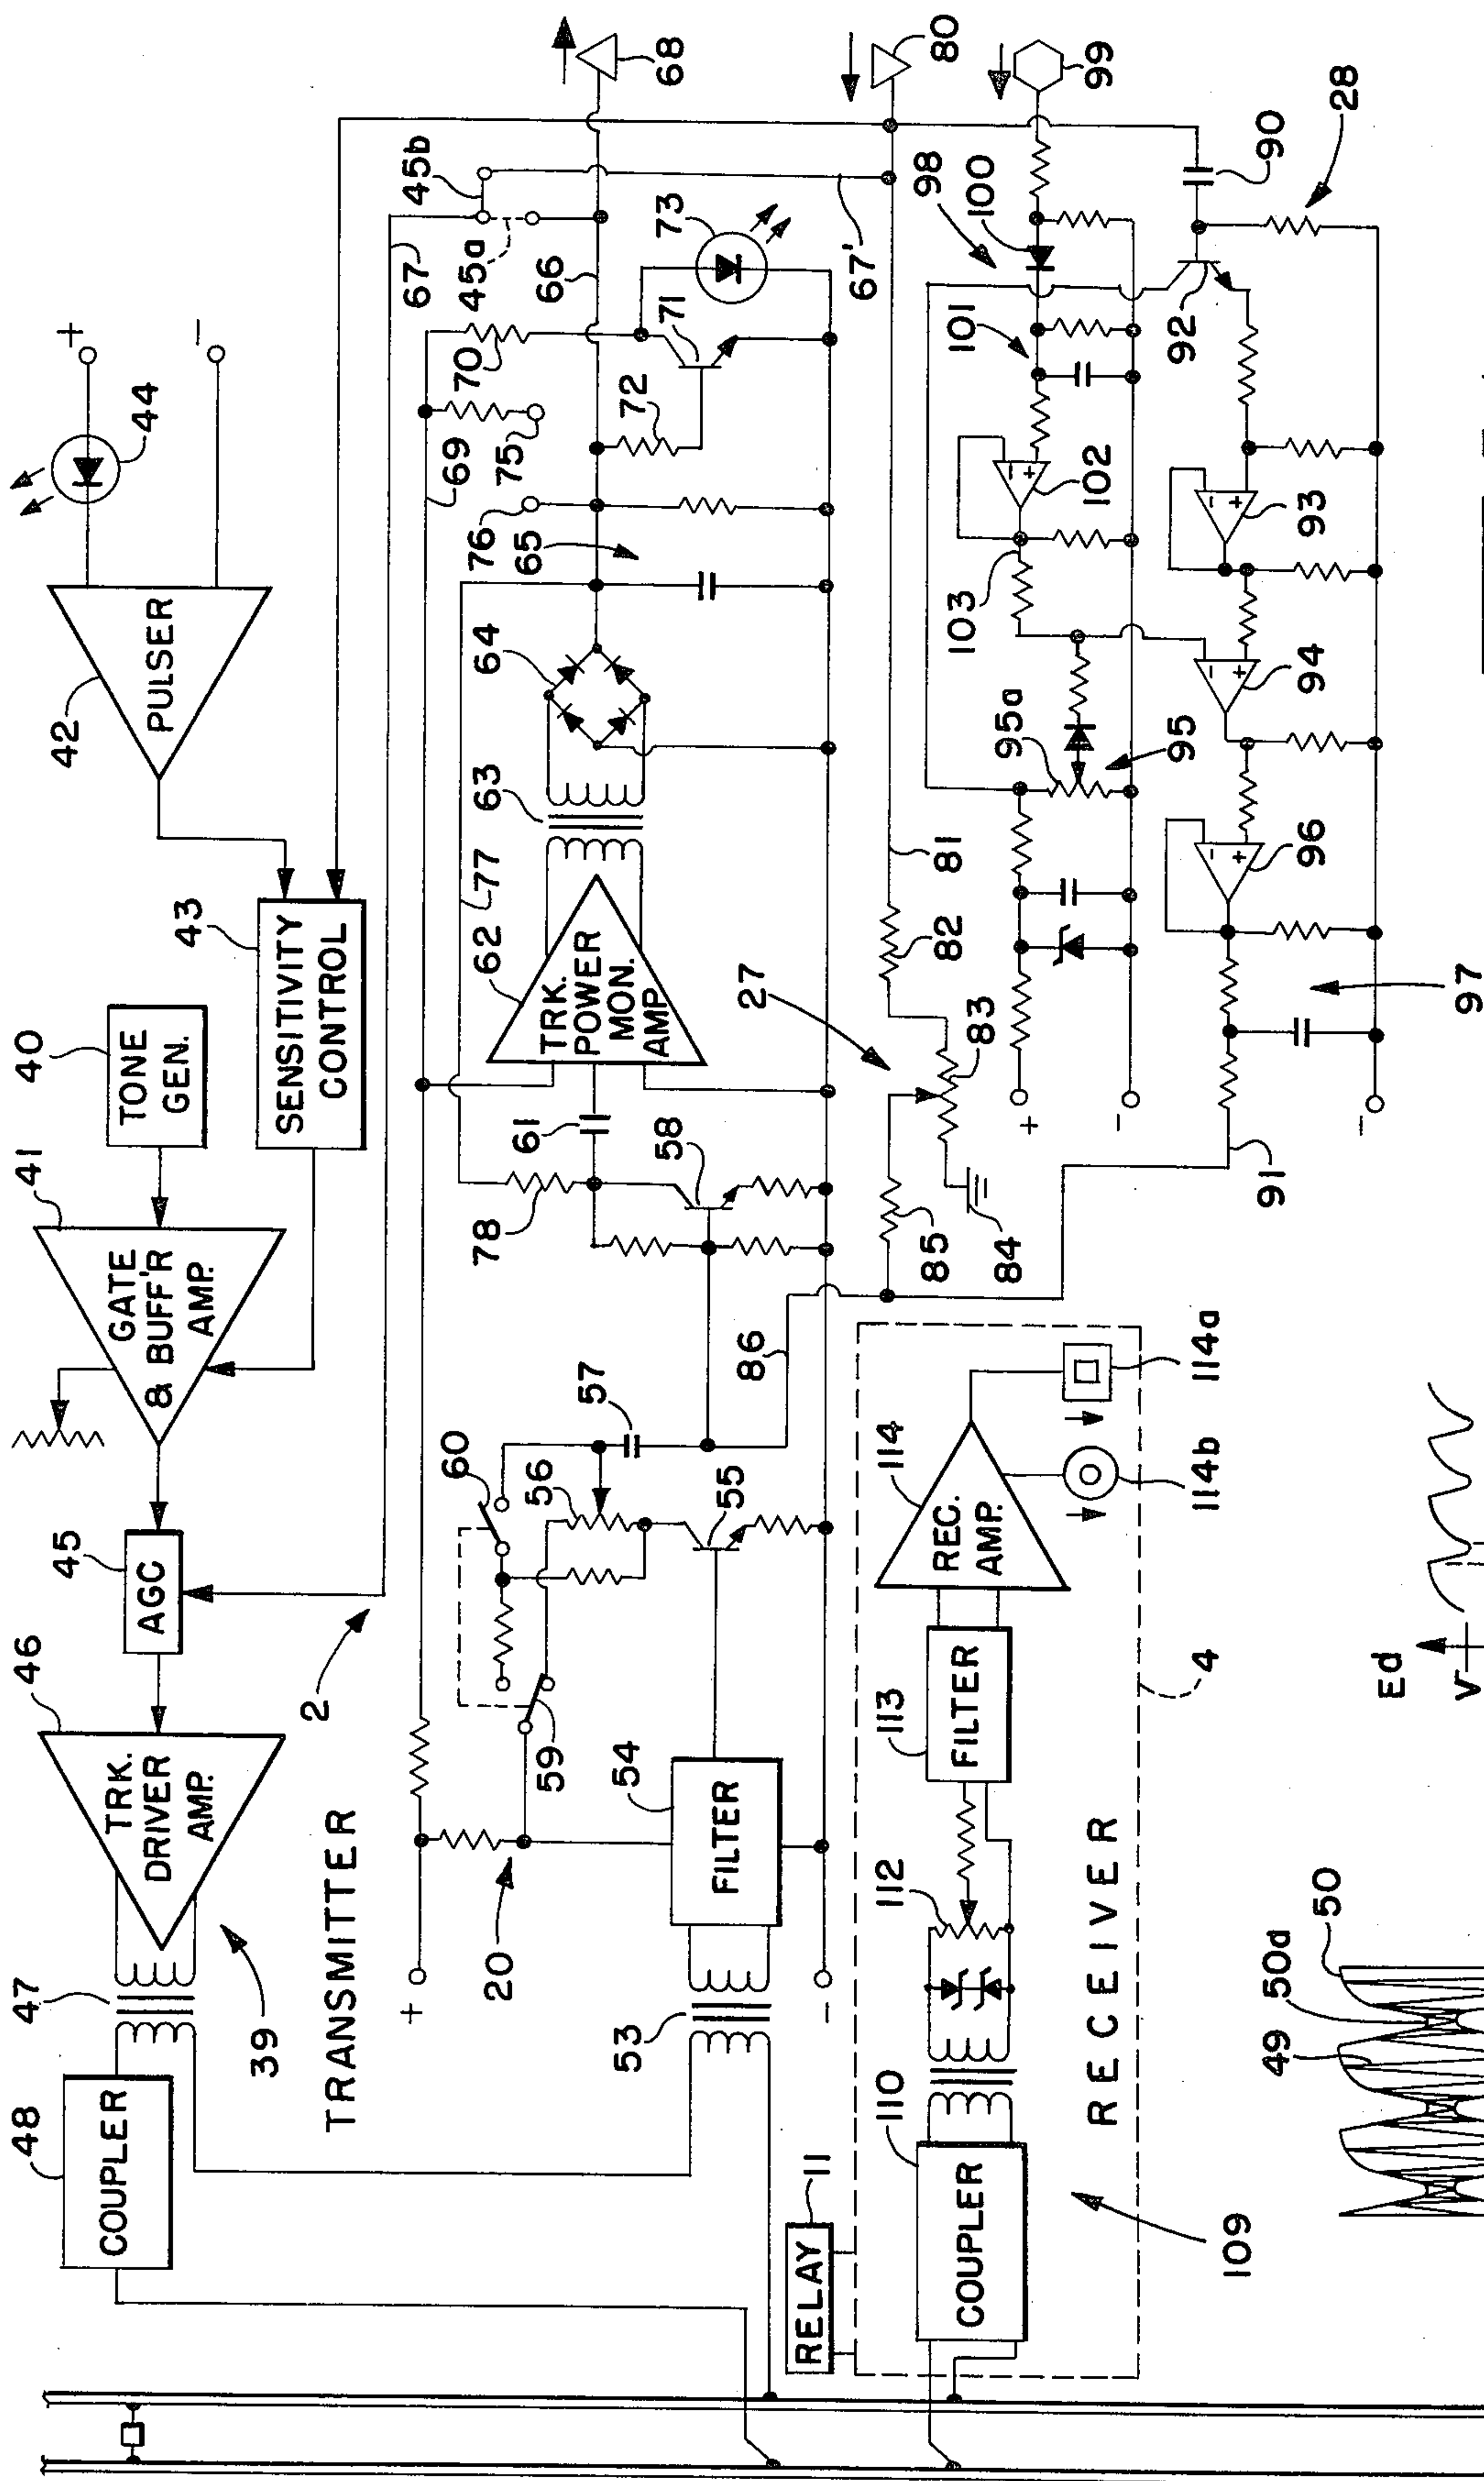 48
COUPLER
47
39
46
TRK.
DRIVER
AMP.
45
AGC
41
GATE
& BUFF'R
AMP.
40
TONE
GEN.
43
SENSITIVITY
CONTROL
42
PULSER
44
+
-
2
TRANSMITTER
+
20
53
-
54
FILTER
59
60
56
55
57
86
58
78
61
62
TRK.
POWER
MON.
AMP
77
63
64
65
76
69
75
70
72
71
73
66
67
45a
45b
67'
68
80
99
27
85
84
83
82
81
+
-
91
97
-
96
95
95a
94
103
93
102
101
98
100
92
90
28
RELAY
11
109
COUPLER
110
112
113
FILTER
114
REC.
AMP.
114a
114b
RECEIVER
4
49
50d
50
Ed
V